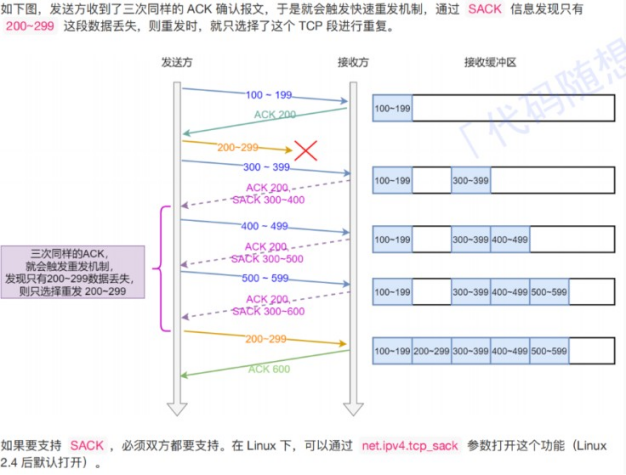 如下图，发送方收到了三次同样的 ACK 确认报文，于是就会触发快速重发机制，通过 SACK 信息发现只有
200~299 这段数据丢失，则重发时，就只选择了这个 TCP 段进行重复。
发送方 接收方 接收缓冲区
100 ~ 199
100~199
ACK 200
200~299
300 ~ 399
100~199 300~399
ACK 200
SACK 300~400
400 ~ 499
100~199 300~399 400~499
ACK 200
SACK 300~500
三次同样的ACK，
就会触发重发机制，
发现只有200~299数据丢失，
则只选择重发 200~299
500 ~ 599
100~199 300~399 400~499 500~599
ACK 200
SACK 300~600
200~299
100~199 200~299 300~399 400~499 500~599
ACK 600
如果要支持 SACK ，必须双方都要支持。在 Linux 下，可以通过 net.ipv4.tcp_sack 参数打开这个功能（Linux
2.4 后默认打开）。
「代码随想